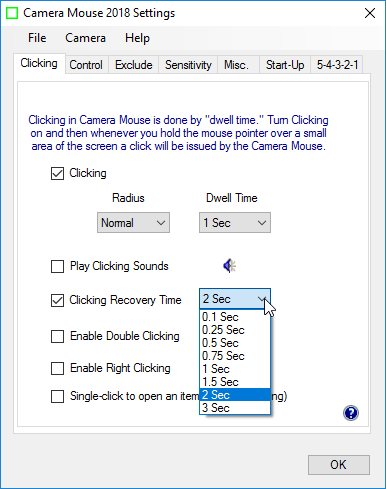 Camera Mouse 2018 Settings
File Camera Help
Clicking Control Exclude Sensitivity Misc. Start-Up 5-4-3-2-1
Clicking in Camera Mouse is done by "dwell time." Turn Clicking
on and then whenever you hold the mouse pointer over a small
area of the screen a click will be issued by the Camera Mouse.
Clicking
Radius Dwell Time
Normal 1 Sec
Play Clicking Sounds
Clicking Recovery Time 2 Sec
0.1 Sec
0.25 Sec
Enable Double Clicking 0.5 Sec
0.75 Sec
Enable Right Clicking 1 Sec
1.5 Sec
Single-click to open an item 2 Sec
3 Sec
?
OK